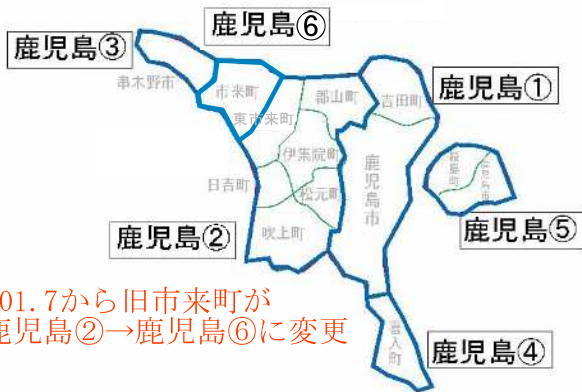 鹿児島⑥
鹿児島③
串木野市
市来町
郡山町
吉田町
鹿児島①
東市来町
伊集院町
鹿児島市
桜島町
鹿児島市
日吉町
松元町
鹿児島②
吹上町
鹿児島⑤
01.7から旧市来町が
鹿児島②→鹿児島⑥に変更
喜入町
鹿児島④